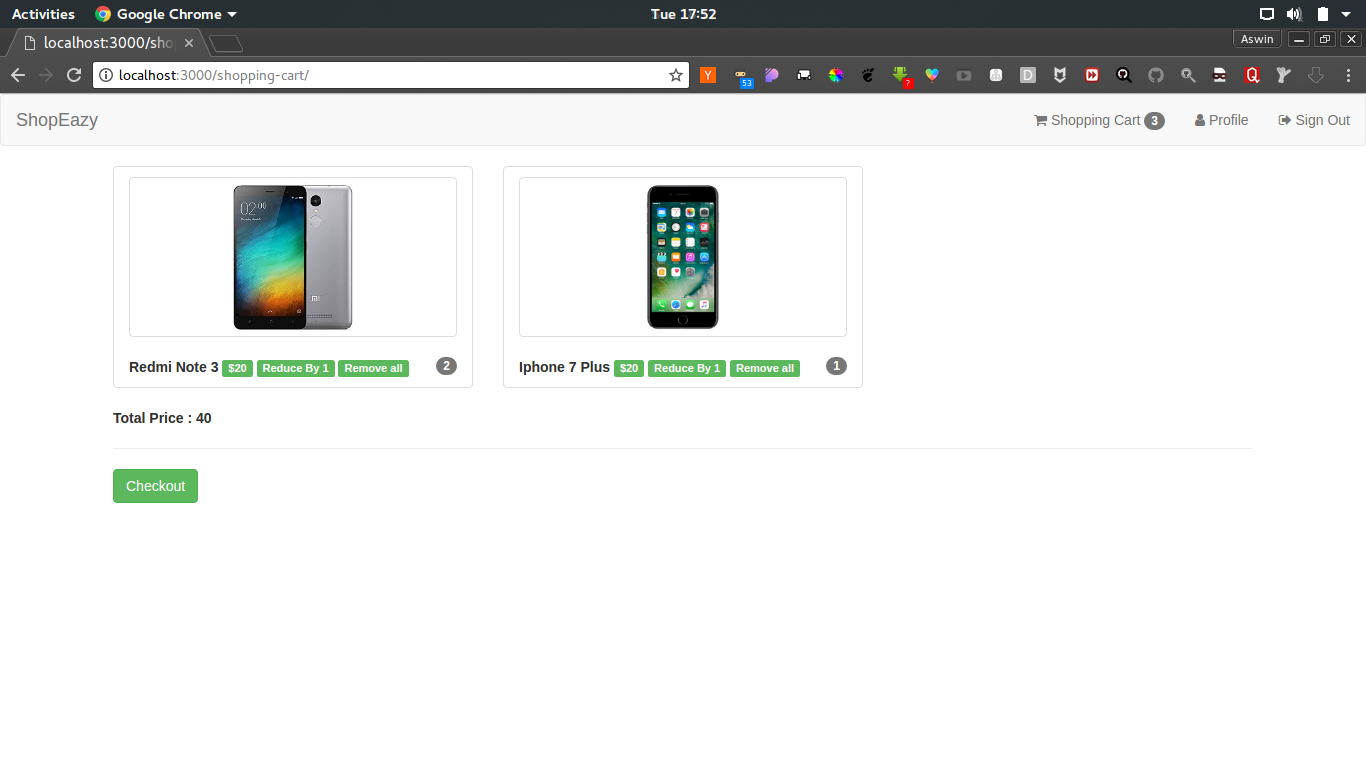 Activities Google Chrome Tue 17:52
localhost:3000/sho Aswin
localhost:3000/shopping-cart/ Y 53 ? D
ShopEazy Shopping Cart 3 Profile Sign Out
02:00
MI
Redmi Note 3 $20 Reduce By 1 Remove all 2
Iphone 7 Plus $20 Reduce By 1 Remove all 1
Total Price : 40
Checkout